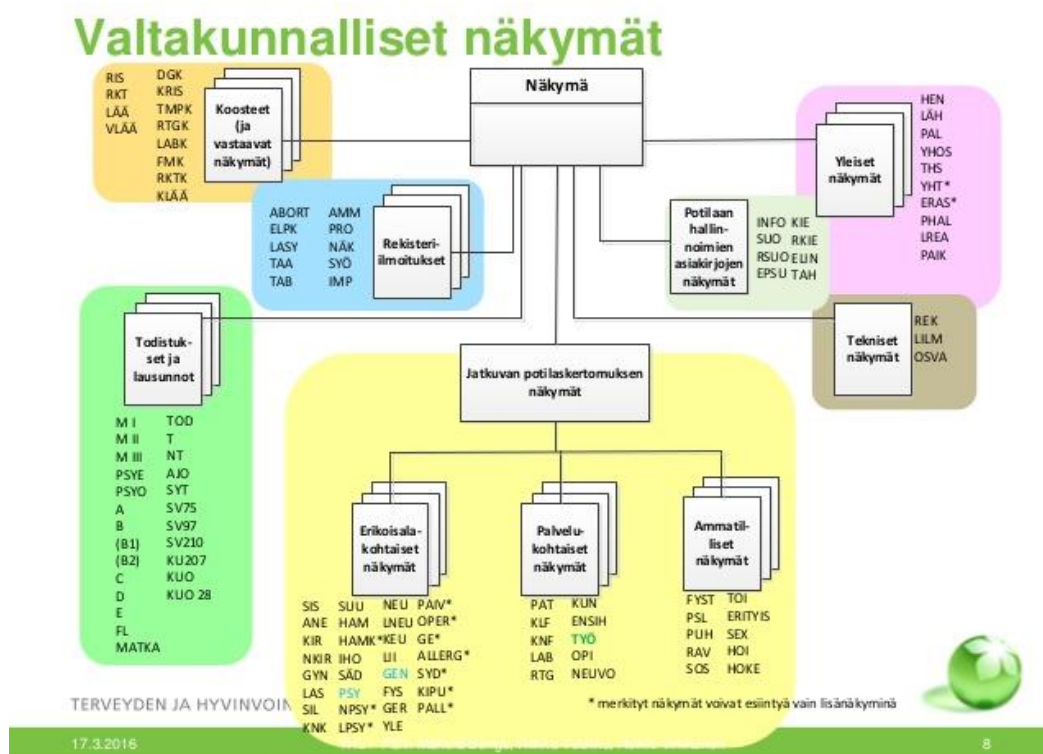 Valtakunnalliset näkymät
RIS
RKT
LÄÄ
VLÄÄ
DGK
KRIS
TMPK
RTGK
LABK
FMK
RKTK
KLÄÄ
Koosteet
(ja
vastaavat
näkymät)
Näkymä
Yleiset
näkymät
HEN
LÄH
PAL
YHOS
THS
YHT*
ERAS*
PHAL
LREA
PAIK
ABORT
ELPK
LASY
TAA
TAB
AMM
PRO
NÄK
SYÖ
IMP
Rekisteri-
ilmoitukset
Potilaan
hallin-
noimien
asiakirjojen
näkymät
INFO KIE
SUO RKIE
RSUO ELIN
EPSU TAH
Todistuk-
set ja
lausunnot
M I
M II
M III
PSYE
PSYO
A
B
(B1)
(B2)
C
D
E
FL
MATKA
TOD
T
NT
AJO
SYT
SV75
SV97
SV210
KU207
KUO
KUO 28
Tekniset
näkymät
REK
LILM
OSVA
Jatkuvan potilaskertomuksen
näkymät
Erikoisala-
kohtaiset
näkymät
SIS SUU NEU PAIV*
ANE HAM LNEU OPER*
KIR HAMK* KEU GE*
NKIR IHO LII ALLERG*
GYN SÄD GEN SYD*
LAS PSY FYS KIPU*
SIL NPSY* GER PALL*
KNK LPSY* YLE
Palvelu-
kohtaiset
näkymät
PAT KUN
KLF ENSIH
KNF TYÖ
LAB OPI
RTG NEUVO
Ammatil-
liset
näkymät
FYST TOI
PSL ERITYIS
PUH SEX
RAV HOI
SOS HOKE
* merkityt näkymät voivat esiintyä vain lisänäkyminä
TERVEYDEN JA HYVINVOIN
17.3.2016
8